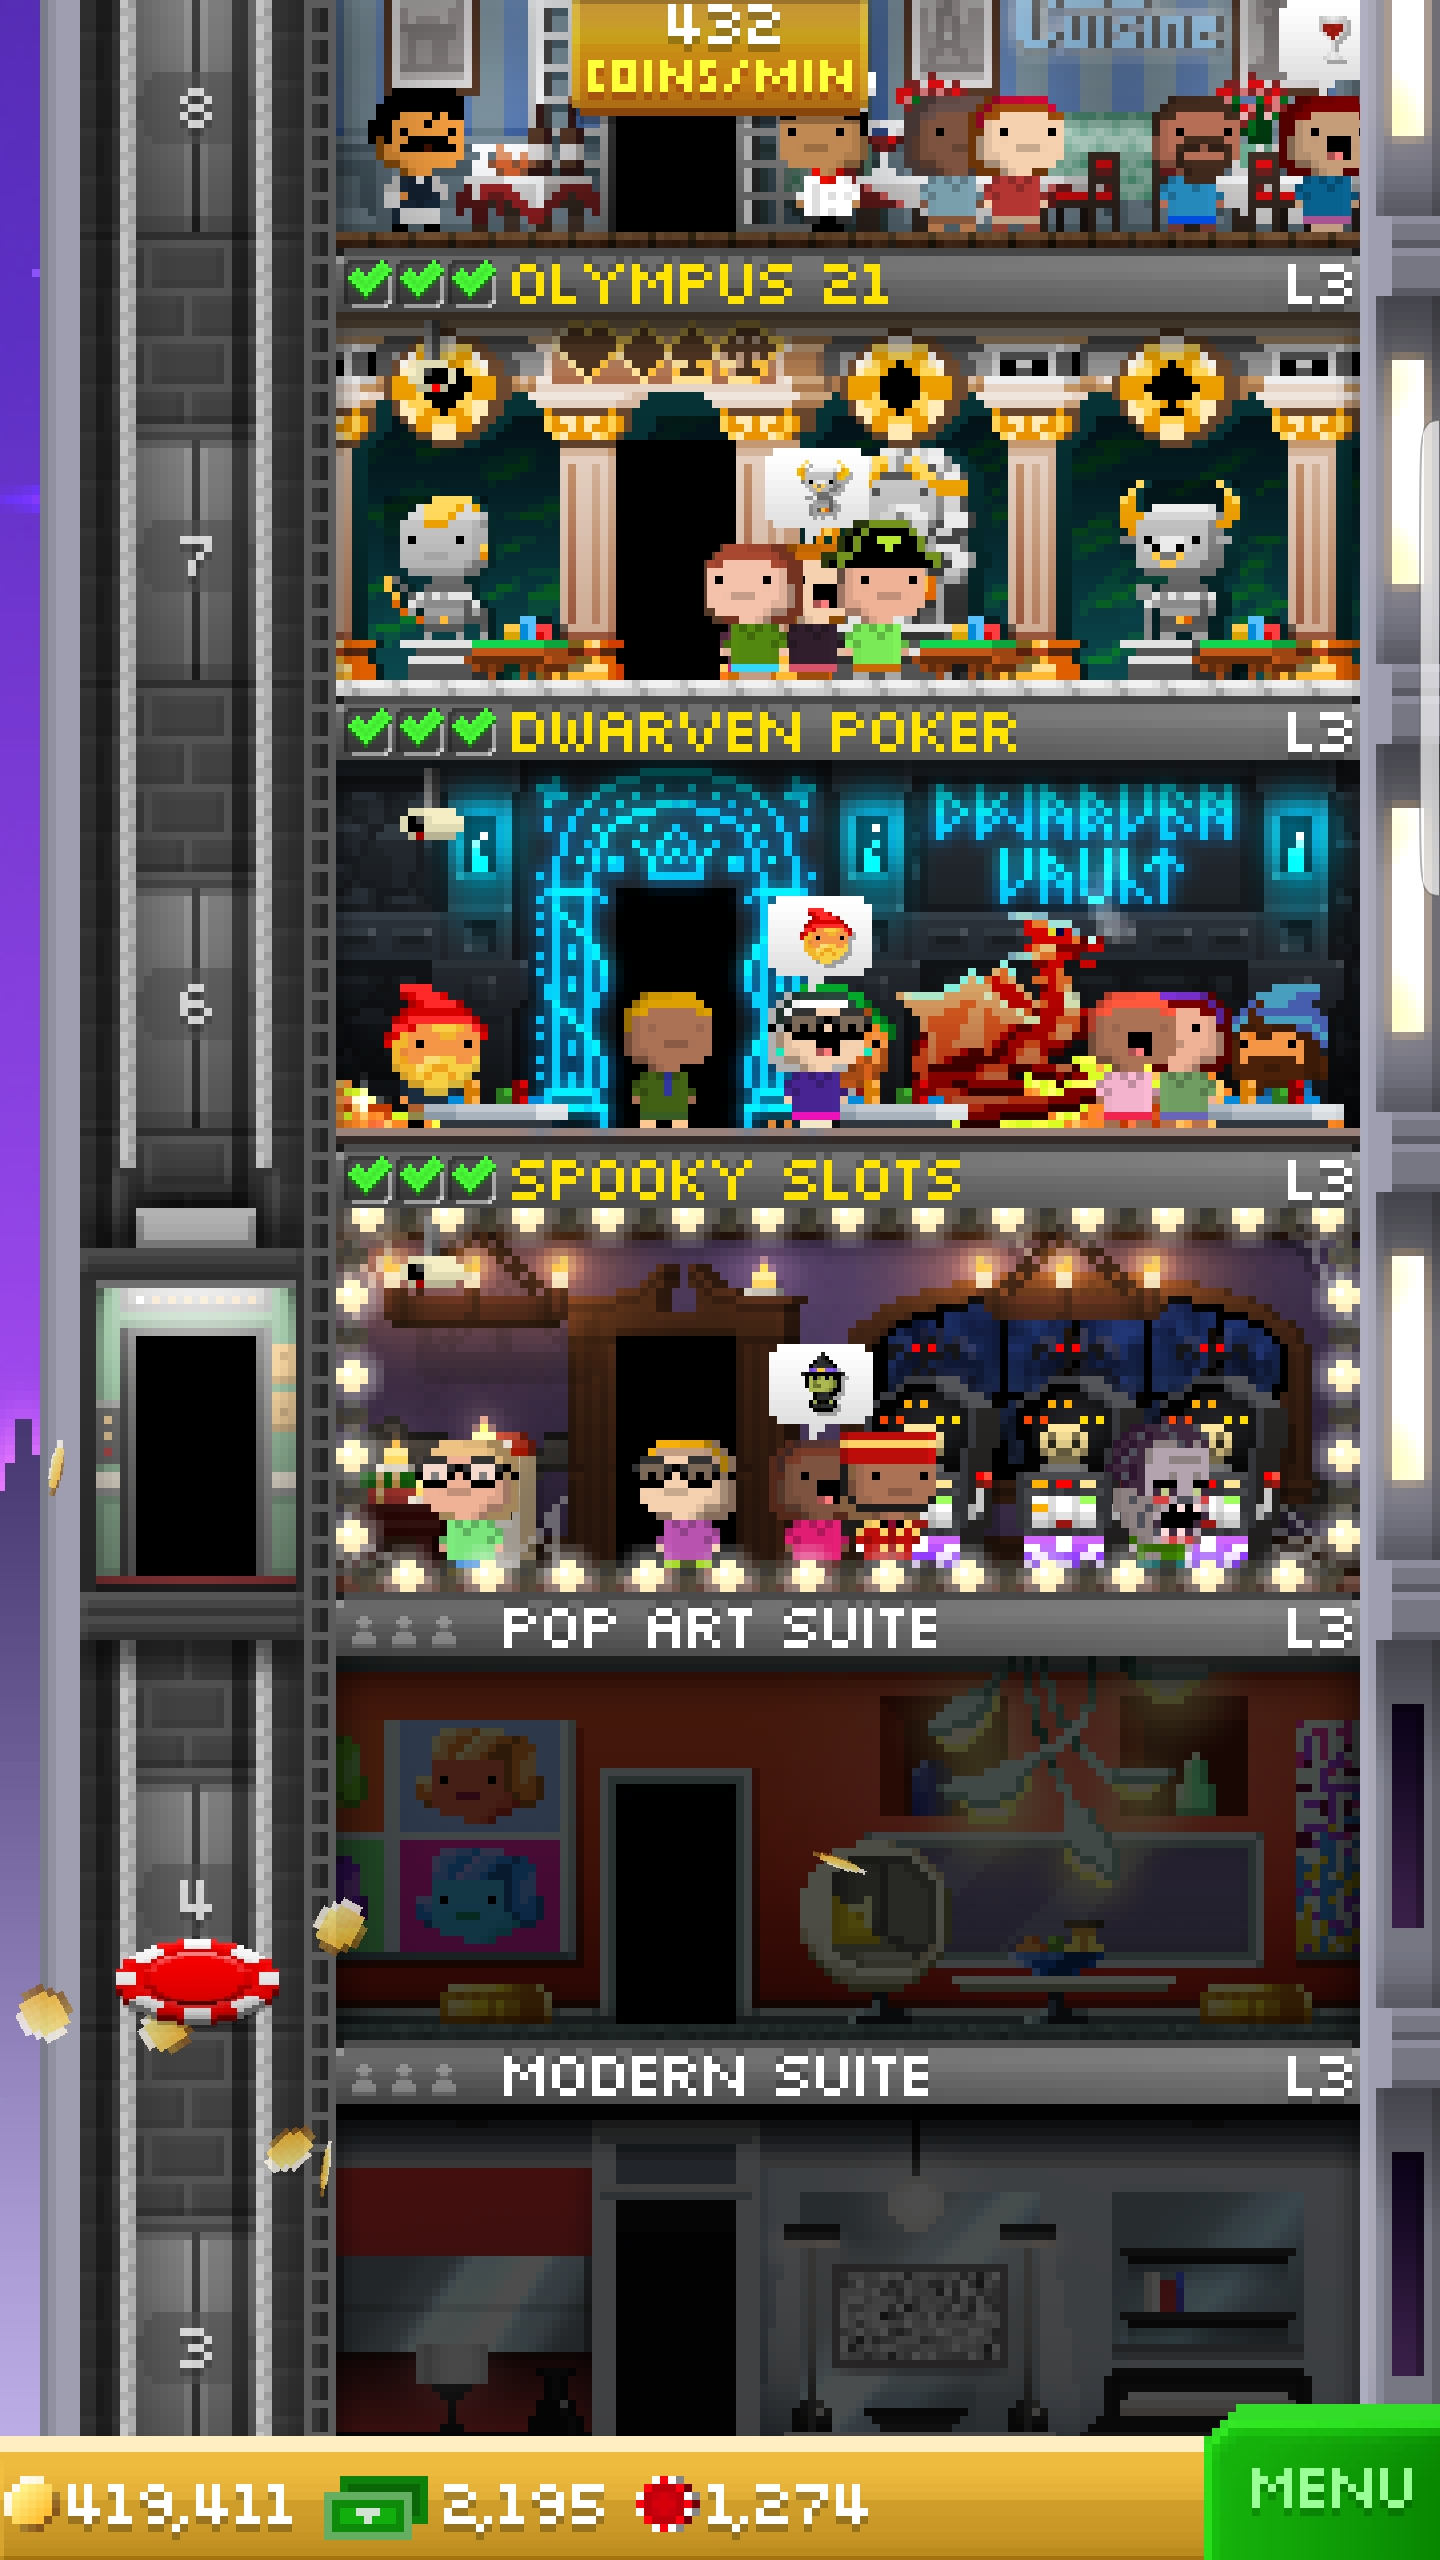 432
COINS/MIN
Cuisine
8
OLYMPUS 21
L3
7
DWARVEN POKER
L3
DWARVEN
VAULT
6
SPOOKY SLOTS
L3
POP ART SUITE
L3
4
MODERN SUITE
L3
3
419,411
2,195
1,274
MENU